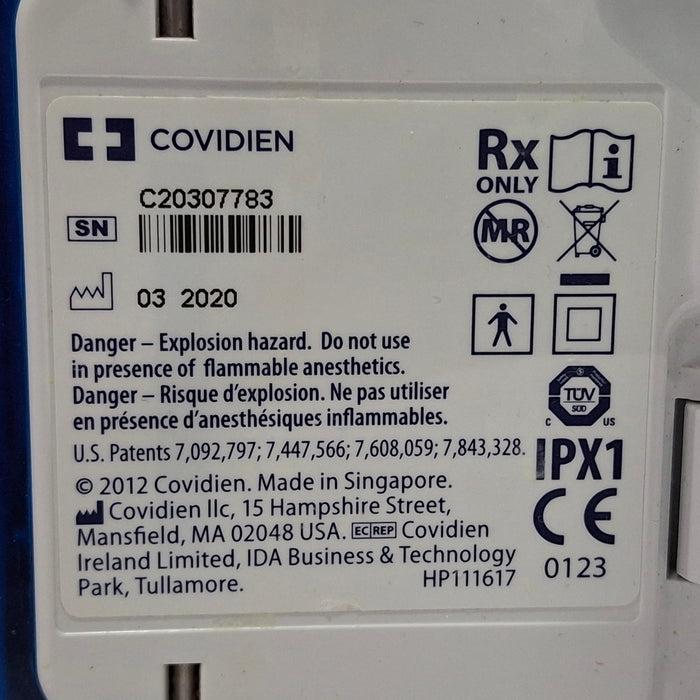 COVIDIEN
C20307783
SN
03 2020
Rx
ONLY
MR
Danger – Explosion hazard. Do not use
in presence of flammable anesthetics.
Danger – Risque d'explosion. Ne pas utiliser
en présence d'anesthésiques inflammables.
U.S. Patents 7,092,797; 7,447,566; 7,608,059; 7,843,328.
© 2012 Covidien. Made in Singapore.
Covidien llc, 15 Hampshire Street,
Mansfield, MA 02048 USA. EC REP Covidien
Ireland Limited, IDA Business & Technology
Park, Tullamore.
HP111617
TÜV
SÜD
C US
IPX1
CE
0123